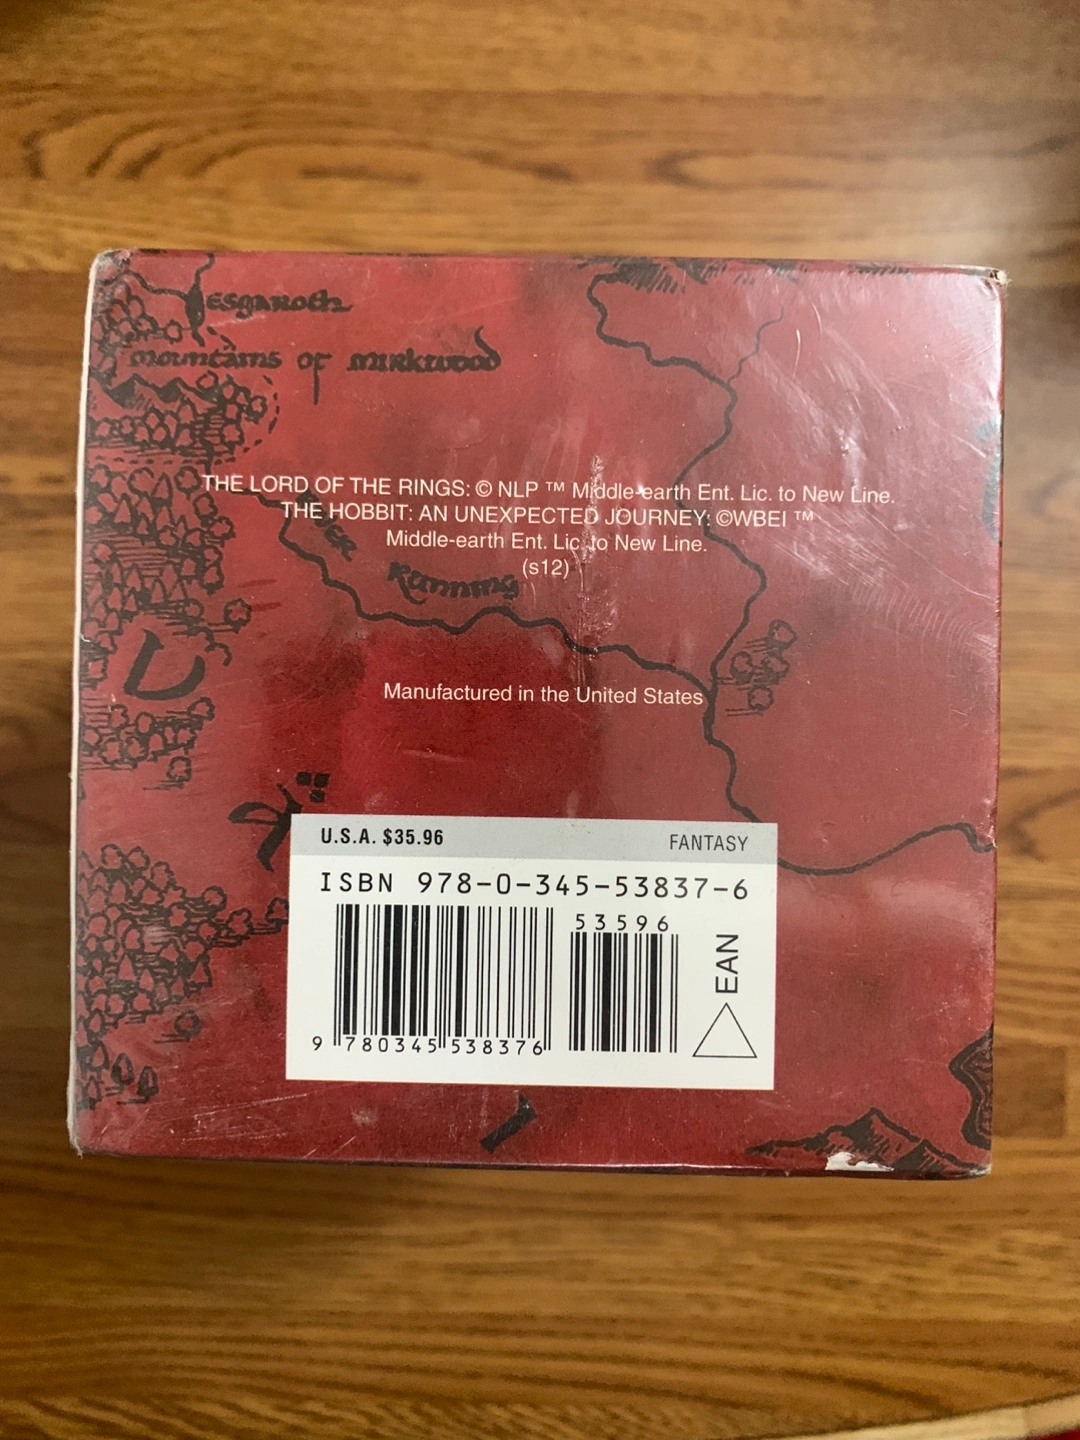 Esgaroth
mountains of mirkwood
THE LORD OF THE RINGS: © NLP ™ Middle-earth Ent. Lic. to New Line.
THE HOBBIT: AN UNEXPECTED JOURNEY: ©WBEI ™
Middle-earth Ent. Lic. to New Line.
(s12)
Running
Manufactured in the United States
U.S.A. $35.96 FANTASY
ISBN 978-0-345-53837-6
53596
EAN
9 780345 538376